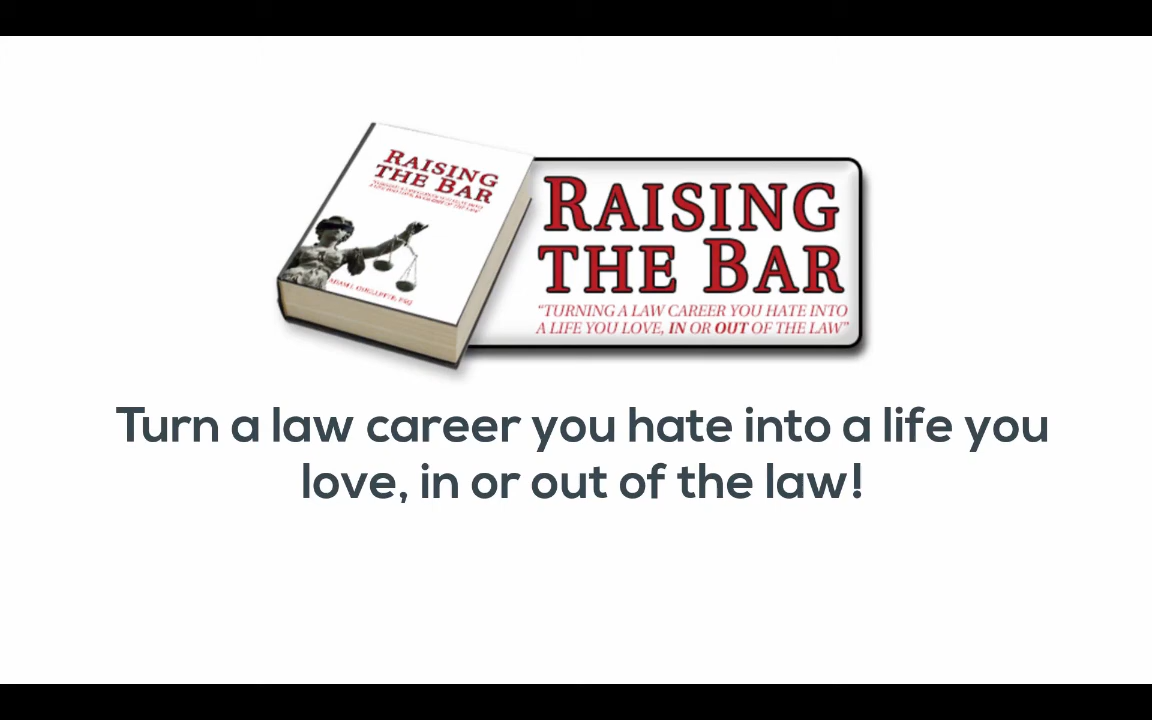 RAISING
THE BAR
RAISING
THE BAR
"TURNING A LAW CAREER YOU HATE INTO
A LIFE YOU LOVE, IN OR OUT OF THE LAW"
Turn a law career you hate into a life you
love, in or out of the law!